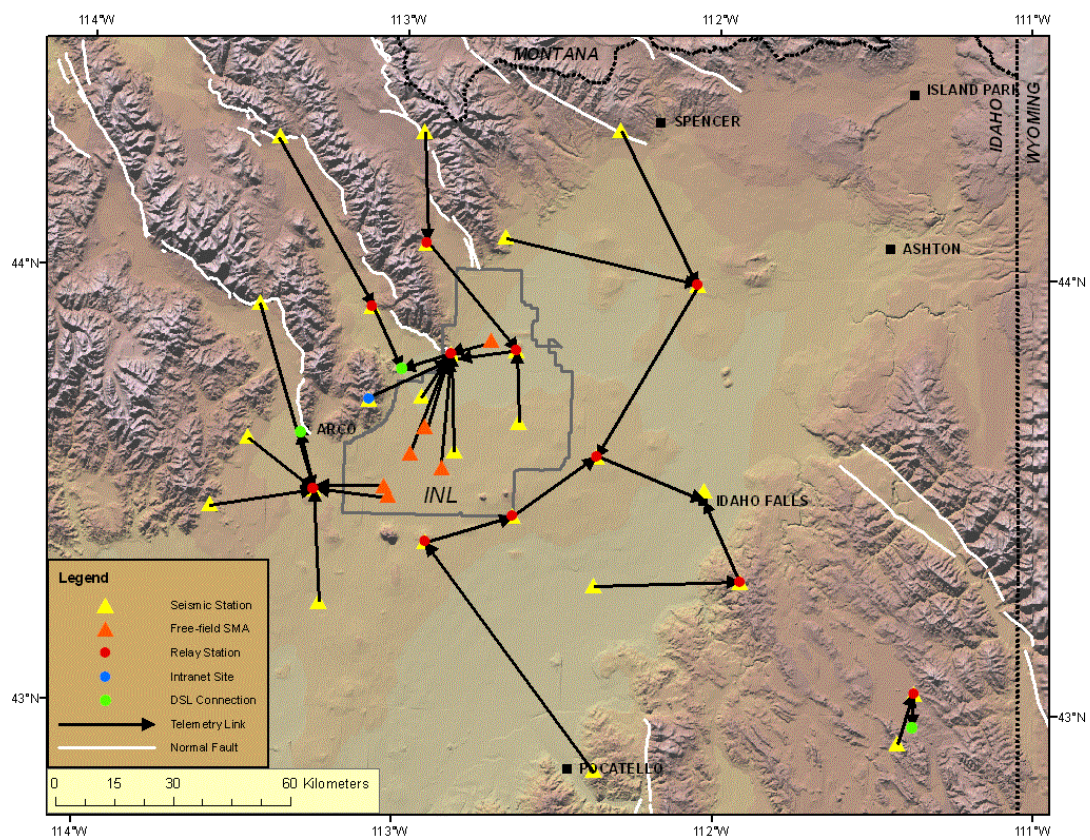 114°W 113°W 112°W 111°W
MONTANA
ISLAND PARK
SPENCER
IDAHO
WYOMING
ASHTON
44°N 44°N
ARCO
INL
IDAHO FALLS
Legend
Seismic Station
Free-field SMA
Relay Station
Intranet Site
DSL Connection
Telemetry Link
Normal Fault
43°N 43°N
POCATELLO
0 15 30 60 Kilometers
114°W 113°W 112°W 111°W